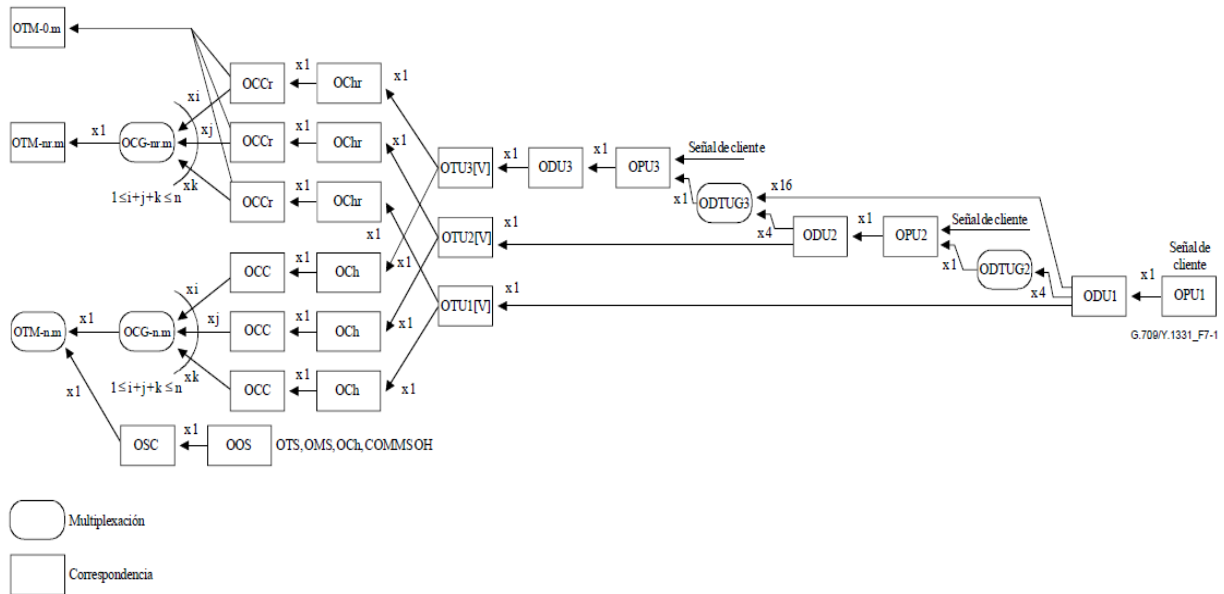 OTM-0.m
x1
OCCr
OChr
x1
xi
x1
OTM-nr.m
x1
OCG-nr.m
xj
OCCr
x1
OChr
x1
Señal de cliente
x1
OTU3[V]
x1
ODU3
x1
OPU3
xk
1≤i+j+k≤n
OCCr
x1
OChr
x1
ODTUG3
x16
x1
x1
OTU2[V]
x1
x4
ODU2
x1
OPU2
Señal de cliente
OCC
x1
OCh
x1
x1
ODTUG2
Señal de
cliente
xi
OTU1[V]
x1
x4
ODU1
x1
OPU1
OTM-n.m
x1
OCG-n.m
xj
OCC
x1
OCh
x1
G.709/Y.1331_F7-1
xk
1≤i+j+k≤n
OCC
x1
OCh
x1
x1
OSC
x1
OOS
OTS, OMS, OCh, COMMS OH
Multiplexación
Correspondencia